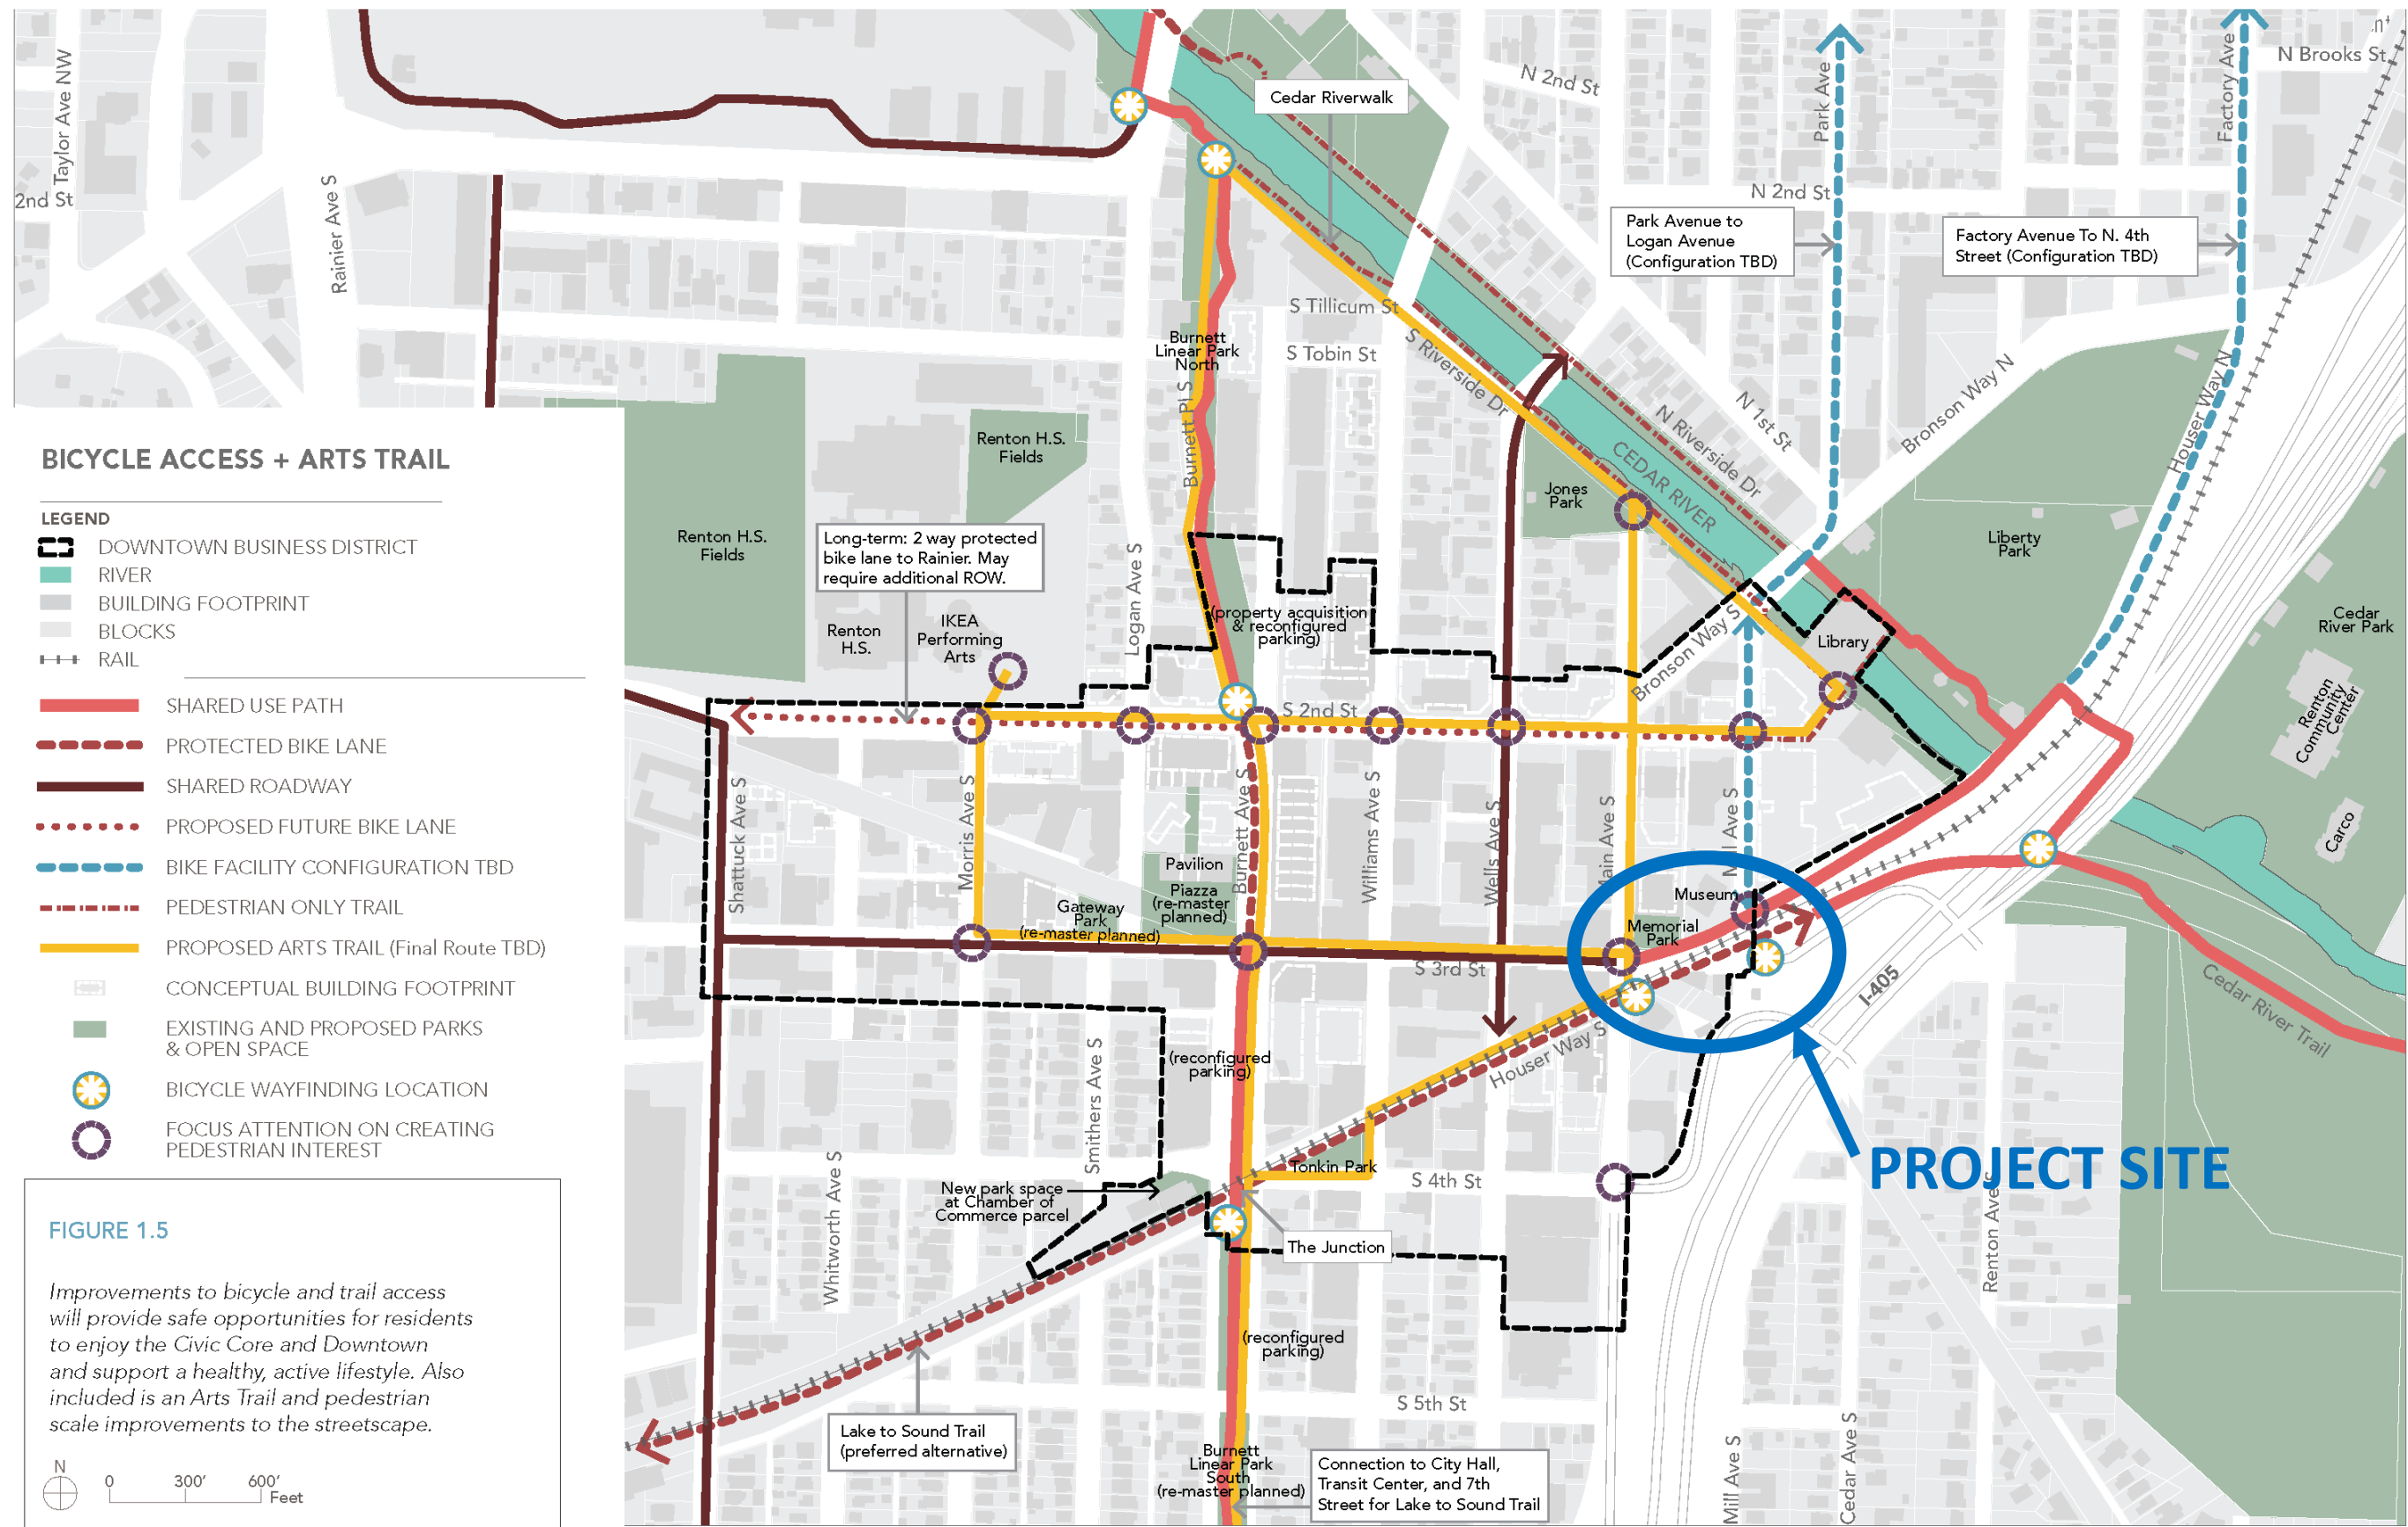 BICYCLE ACCESS + ARTS TRAIL
LEGEND
DOWNTOWN BUSINESS DISTRICT
RIVER
BUILDING FOOTPRINT
BLOCKS
RAIL
SHARED USE PATH
PROTECTED BIKE LANE
SHARED ROADWAY
PROPOSED FUTURE BIKE LANE
BIKE FACILITY CONFIGURATION TBD
PEDESTRIAN ONLY TRAIL
PROPOSED ARTS TRAIL (Final Route TBD)
CONCEPTUAL BUILDING FOOTPRINT
EXISTING AND PROPOSED PARKS
& OPEN SPACE
BICYCLE WAYFINDING LOCATION
FOCUS ATTENTION ON CREATING
PEDESTRIAN INTEREST
FIGURE 1.5
Improvements to bicycle and trail access
will provide safe opportunities for residents
to enjoy the Civic Core and Downtown
and support a healthy, active lifestyle. Also
included is an Arts Trail and pedestrian
scale improvements to the streetscape.
N
0 300' 600'
Feet
Taylor Ave NW
2nd St
Rainier Ave S
Cedar Riverwalk
N 2nd St
Park Ave
Factory Ave
N Brooks St
N 2nd St
Park Avenue to
Logan Avenue
(Configuration TBD)
Factory Avenue To N. 4th
Street (Configuration TBD)
S Tillicum St
S Tobin St
S Riverside Dr
Burnett
Linear Park
North
Burnett Pl S
N 1st St
N Riverside Dr
CEDAR RIVER
Bronson Way N
Houser Way N
Renton H.S.
Fields
Renton H.S.
Fields
Jones
Park
Liberty
Park
Cedar
River Park
Renton
Community
Center
Carco
Long-term: 2 way protected
bike lane to Rainier. May
require additional ROW.
Logan Ave S
Renton
H.S.
IKEA
Performing
Arts
(property acquisition
& reconfigured
parking)
Bronson Way S
Library
S 2nd St
Shattuck Ave S
Morris Ave S
Burnett Ave S
Williams Ave S
Wells Ave S
Main Ave S
Mill Ave S
Pavilion
Piazza
(re-master
planned)
Gateway
Park
(re-master planned)
Museum
Memorial
Park
S 3rd St
Houser Way S
I-405
Cedar River Trail
PROJECT SITE
(reconfigured
parking)
Smithers Ave S
Whitworth Ave S
New park space
at Chamber of
Commerce parcel
Tonkin Park
S 4th St
The Junction
Renton Ave S
(reconfigured
parking)
S 5th St
Lake to Sound Trail
(preferred alternative)
Burnett
Linear Park
South
(re-master planned)
Connection to City Hall,
Transit Center, and 7th
Street for Lake to Sound Trail
Mill Ave S
Cedar Ave S